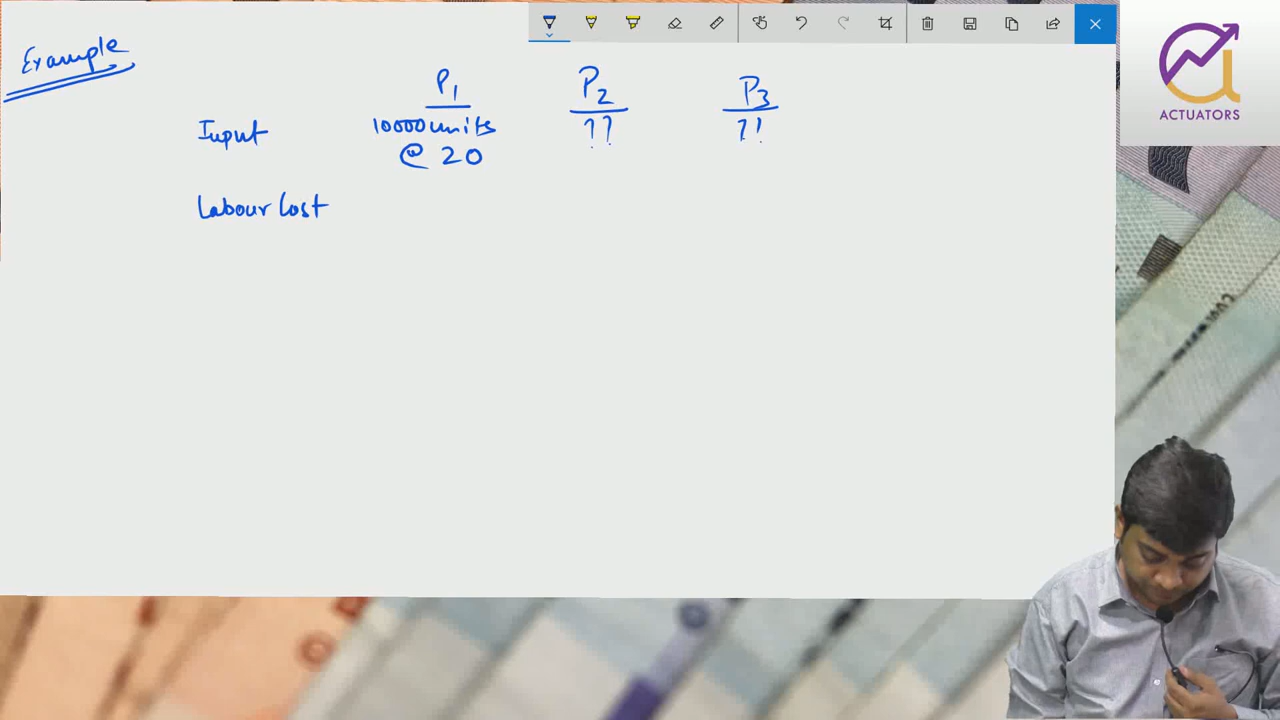 Example
P1 P2 P3
Input 10000 units ?? ?!
@ 20
Labour Cost
ACTUATORS